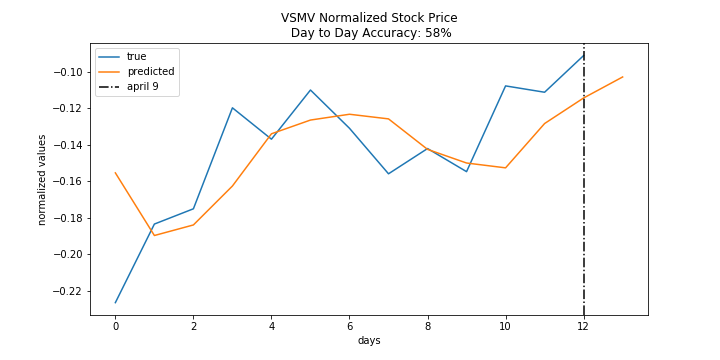 VSMV Normalized Stock Price
Day to Day Accuracy: 58%
true
predicted
april 9
normalized values
−0.10
−0.12
−0.14
−0.16
−0.18
−0.20
−0.22
0 2 4 6 8 10 12
days